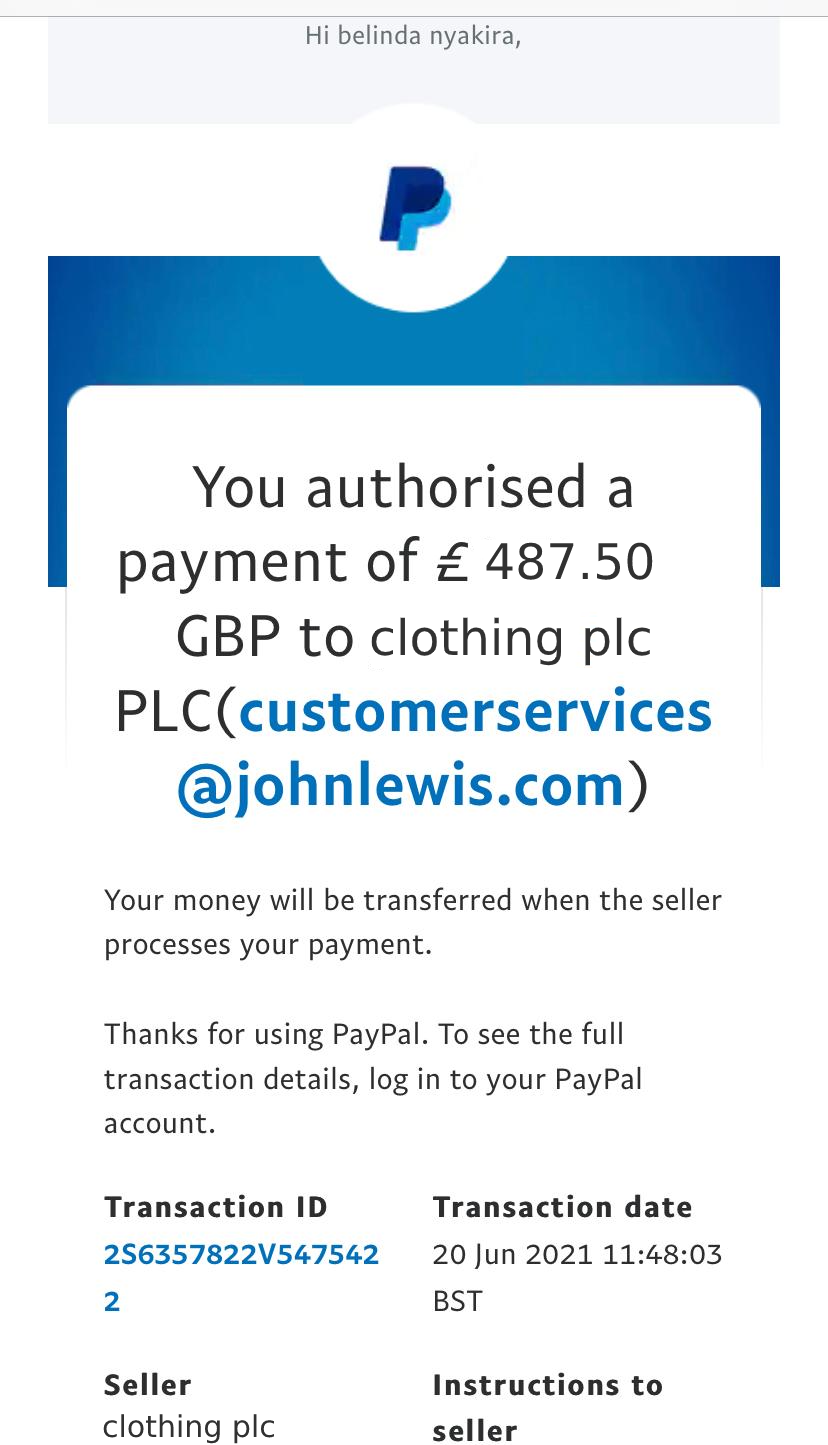 Hi belinda nyakira,
You authorised a
payment of £ 487.50
GBP to clothing plc
PLC(customerservices
@johnlewis.com)
Your money will be transferred when the seller
processes your payment.
Thanks for using PayPal. To see the full
transaction details, log in to your PayPal
account.
Transaction ID
2S6357822V547542
2
Transaction date
20 Jun 2021 11:48:03
BST
Seller
clothing plc
Instructions to
seller